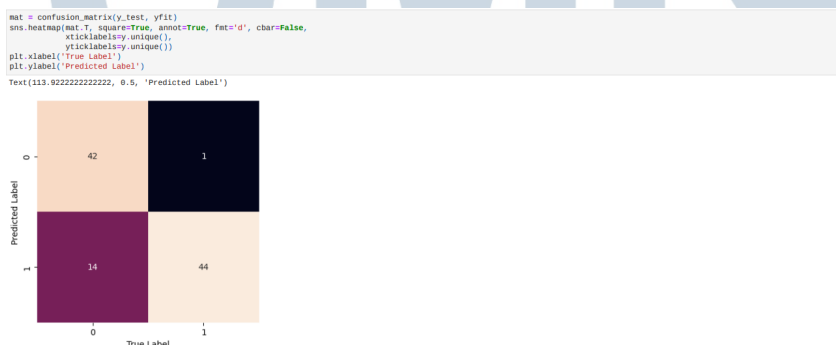 mat = confusion_matrix(y_test, yfit)
sns.heatmap(mat.T, square=True, annot=True, fmt='d', cbar=False,
xticklabels=y.unique(),
yticklabels=y.unique())
plt.xlabel('True Label')
plt.ylabel('Predicted Label')
Text(113.9222222222222, 0.5, 'Predicted Label')
0
42
1
Predicted Label
1
14
44
0
1
True Label